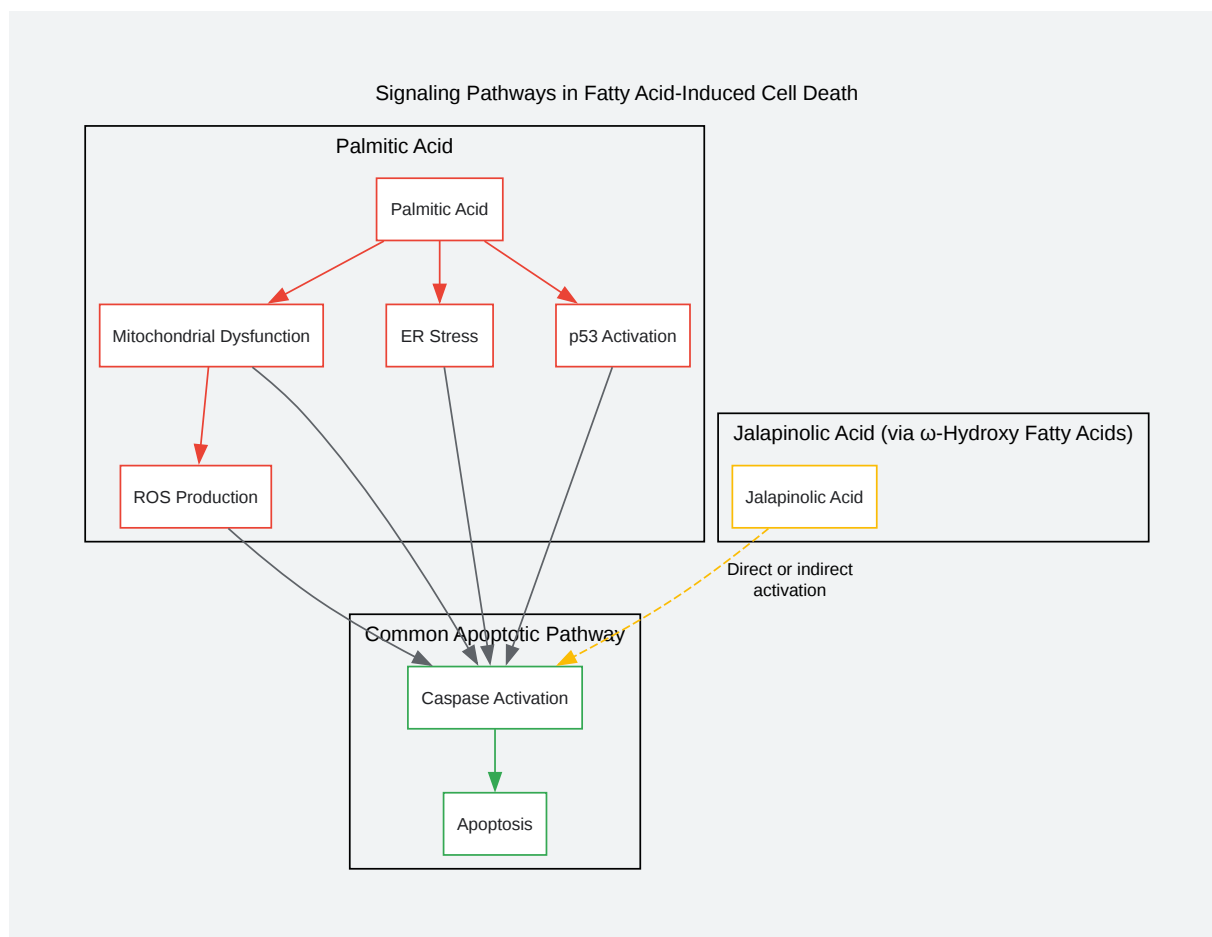 Signaling Pathways in Fatty Acid-Induced Cell Death
Palmitic Acid
Palmitic Acid
Mitochondrial Dysfunction
ER Stress
p53 Activation
Jalapinolic Acid (via ω-Hydroxy Fatty Acids)
ROS Production
Jalapinolic Acid
Direct or indirect
activation
Common Apoptotic Pathway
Caspase Activation
Apoptosis